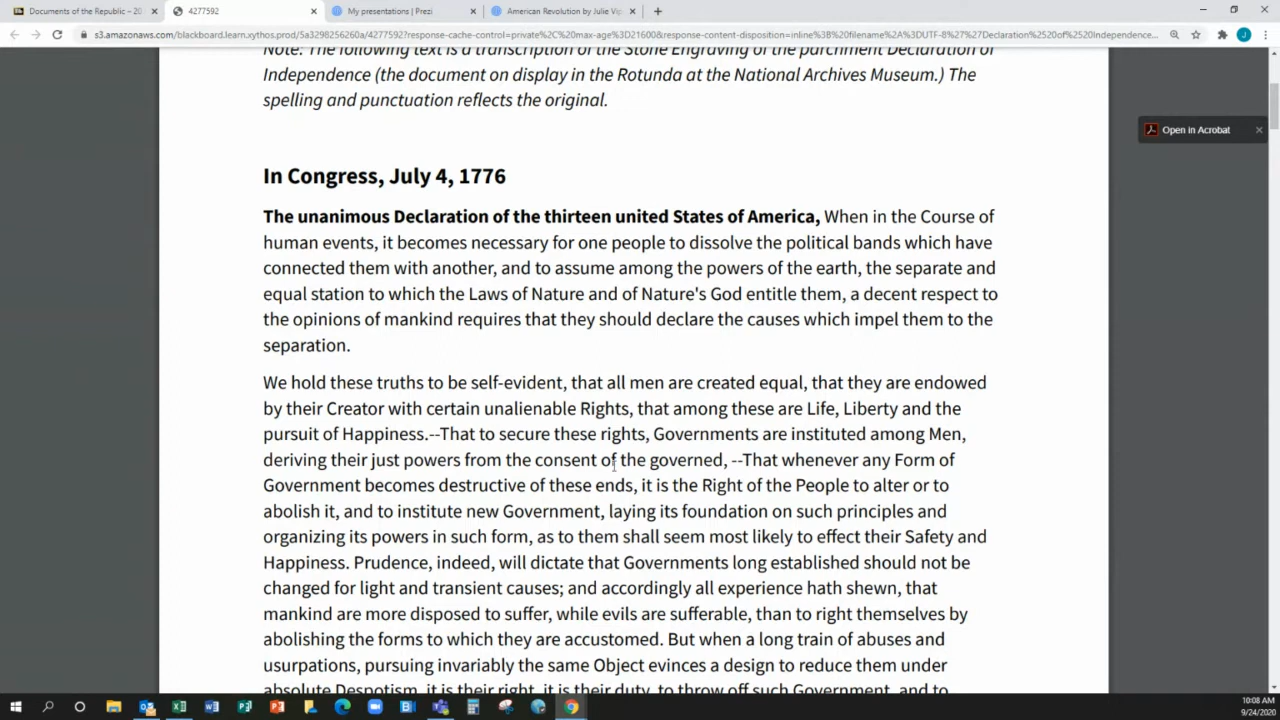 Documents of the Republic – 20
4277592
My presentations | Prezi
American Revolution by Julie Vip
s3.amazonaws.com/blackboard.learn.xythos.prod/5a3298256260a/4277592?response-cache-control=private%2C%20max-age%3D21600&response-content-disposition=inline%3B%20filename%2A%3DUTF-8%27%27Declaration%2520of%2520Independence...
J
Note: The following text is a transcription of the Stone Engraving of the parchment Declaration of
Independence (the document on display in the Rotunda at the National Archives Museum.) The
spelling and punctuation reflects the original.
Open in Acrobat
In Congress, July 4, 1776
The unanimous Declaration of the thirteen united States of America, When in the Course of
human events, it becomes necessary for one people to dissolve the political bands which have
connected them with another, and to assume among the powers of the earth, the separate and
equal station to which the Laws of Nature and of Nature's God entitle them, a decent respect to
the opinions of mankind requires that they should declare the causes which impel them to the
separation.
We hold these truths to be self-evident, that all men are created equal, that they are endowed
by their Creator with certain unalienable Rights, that among these are Life, Liberty and the
pursuit of Happiness.--That to secure these rights, Governments are instituted among Men,
deriving their just powers from the consent of the governed, --That whenever any Form of
Government becomes destructive of these ends, it is the Right of the People to alter or to
abolish it, and to institute new Government, laying its foundation on such principles and
organizing its powers in such form, as to them shall seem most likely to effect their Safety and
Happiness. Prudence, indeed, will dictate that Governments long established should not be
changed for light and transient causes; and accordingly all experience hath shewn, that
mankind are more disposed to suffer, while evils are sufferable, than to right themselves by
abolishing the forms to which they are accustomed. But when a long train of abuses and
usurpations, pursuing invariably the same Object evinces a design to reduce them under
absolute Despotism, it is their right, it is their duty, to throw off such Government, and to
10:08 AM
9/24/2020